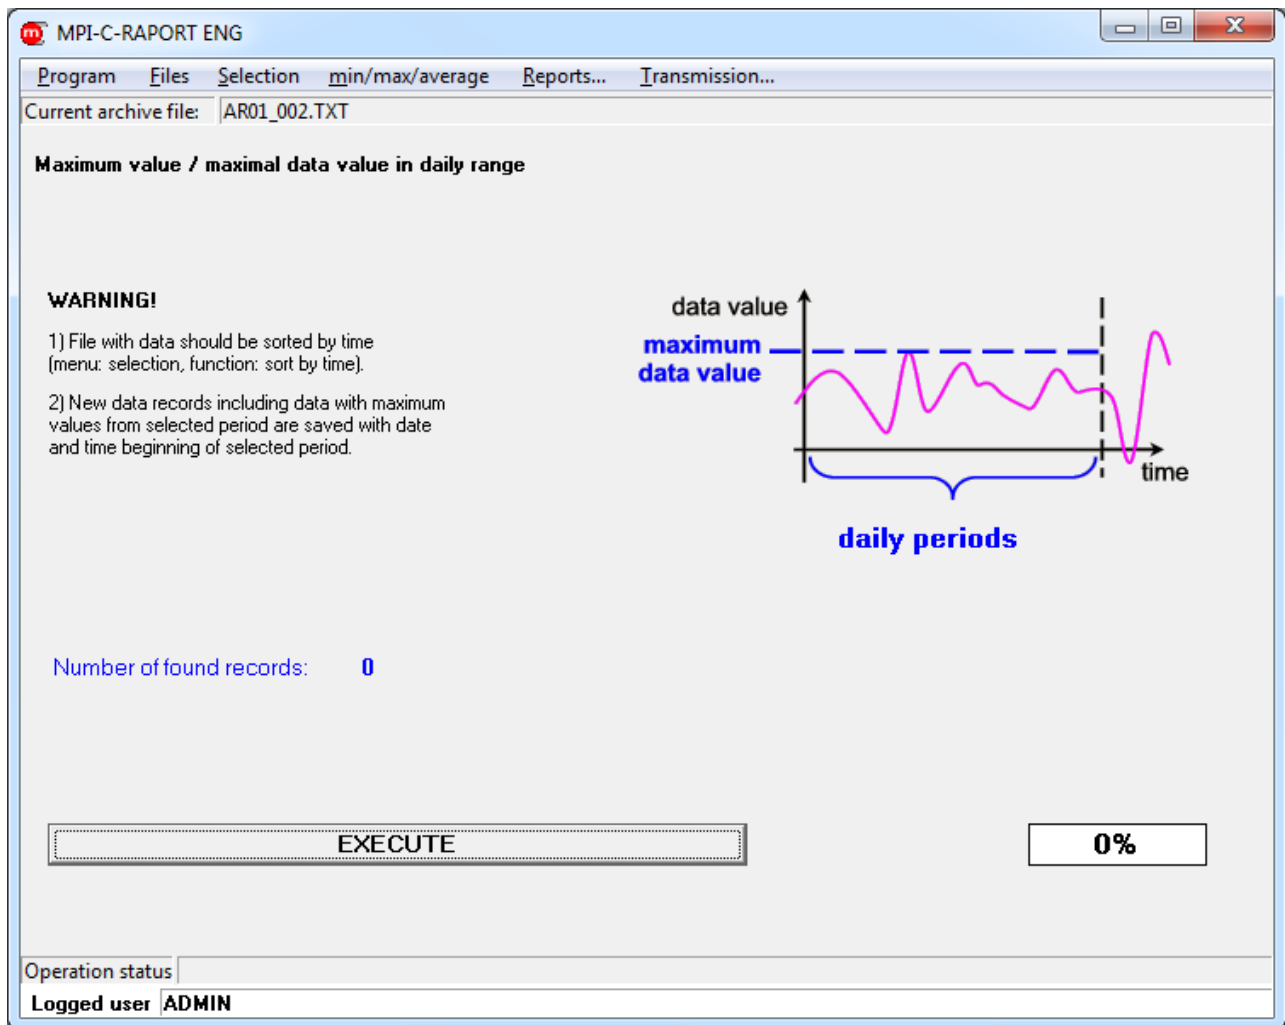 MPI-C-RAPORT ENG
Program Files Selection min/max/average Reports... Transmission...
Current archive file: AR01_002.TXT
Maximum value / maximal data value in daily range
WARNING!
1) File with data should be sorted by time
(menu: selection, function: sort by time).
2) New data records including data with maximum
values from selected period are saved with date
and time beginning of selected period.
data value
maximum
data value
time
daily periods
Number of found records: 0
EXECUTE
0%
Operation status
Logged user ADMIN